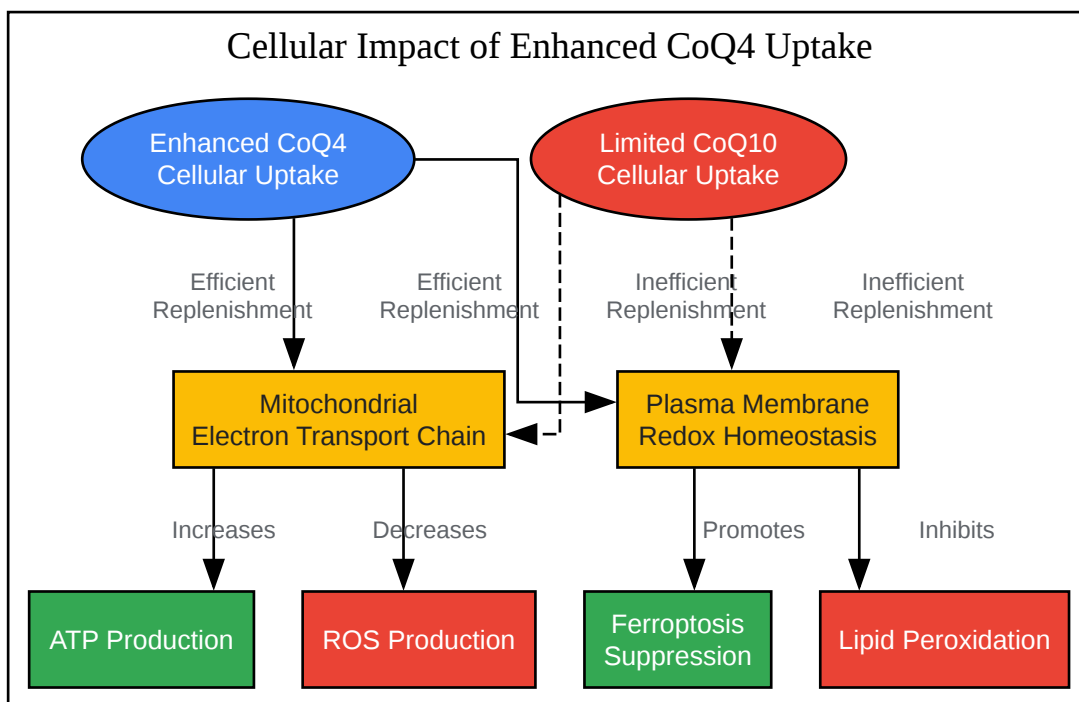 Cellular Impact of Enhanced CoQ4 Uptake
Enhanced CoQ4
Cellular Uptake
Limited CoQ10
Cellular Uptake
Efficient
Replenishment
Efficient
Replenishment
Inefficient
Replenishment
Inefficient
Replenishment
Mitochondrial
Electron Transport Chain
Plasma Membrane
Redox Homeostasis
Increases
Decreases
Promotes
Inhibits
ATP Production
ROS Production
Ferroptosis
Suppression
Lipid Peroxidation